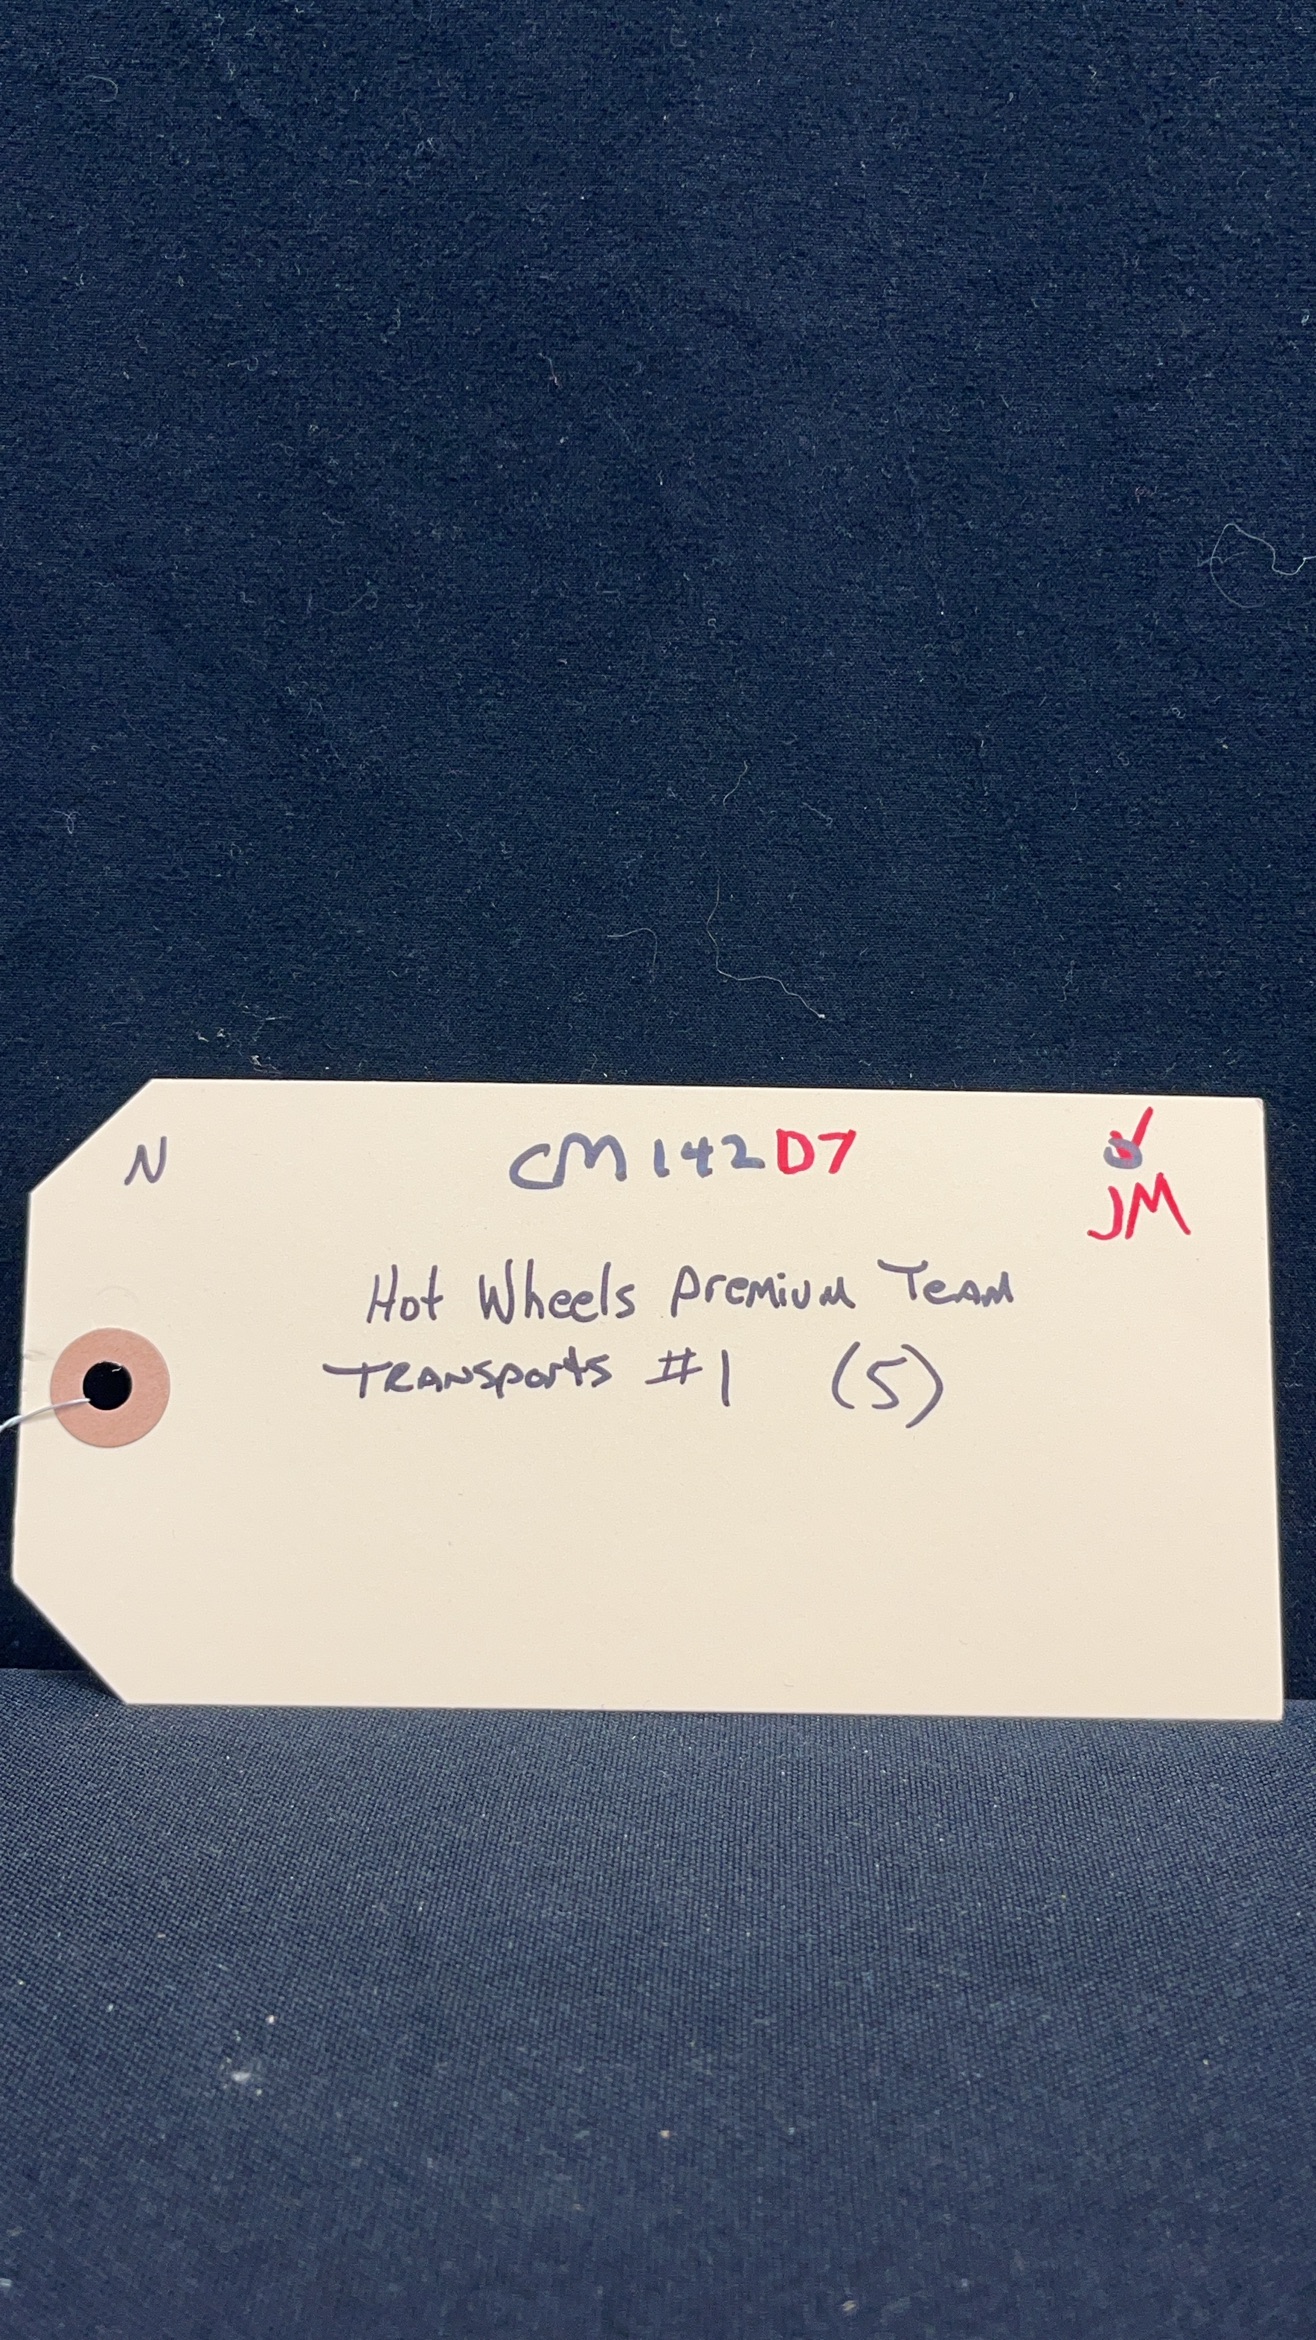 N CM142D7
JM
Hot Wheels Premium Team
Transports #1 (5)